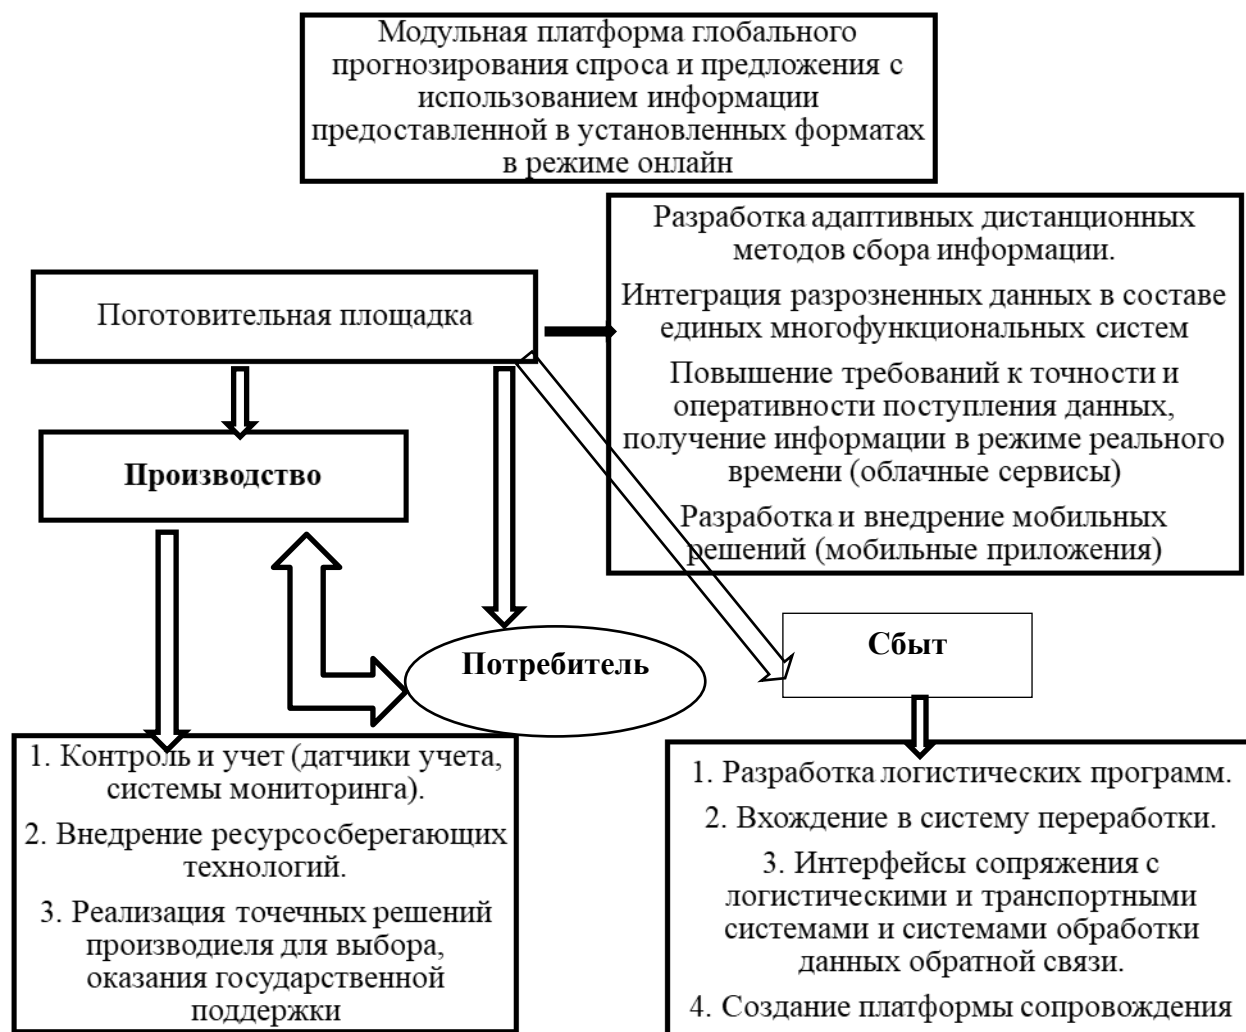 Модульная платформа глобального
прогнозирования спроса и предложения с
использованием информации
предоставленной в установленных форматах
в режиме онлайн
Разработка адаптивных дистанционных
методов сбора информации.
Интеграция разрозненных данных в составе
единых многофункциональных систем
Повышение требований к точности и
оперативности поступления данных,
получение информации в режиме реального
времени (облачные сервисы)
Разработка и внедрение мобильных
решений (мобильные приложения)
Поготовительная площадка
Производство
Потребитель
Сбыт
1. Контроль и учет (датчики учета,
системы мониторинга).
2. Внедрение ресурсосберегающих
технологий.
3. Реализация точечных решений
производиеля для выбора,
оказания государственной
поддержки
1. Разработка логистических программ.
2. Вхождение в систему переработки.
3. Интерфейсы сопряжения с
логистическими и транспортными
системами и системами обработки
данных обратной связи.
4. Создание платформы сопровождения